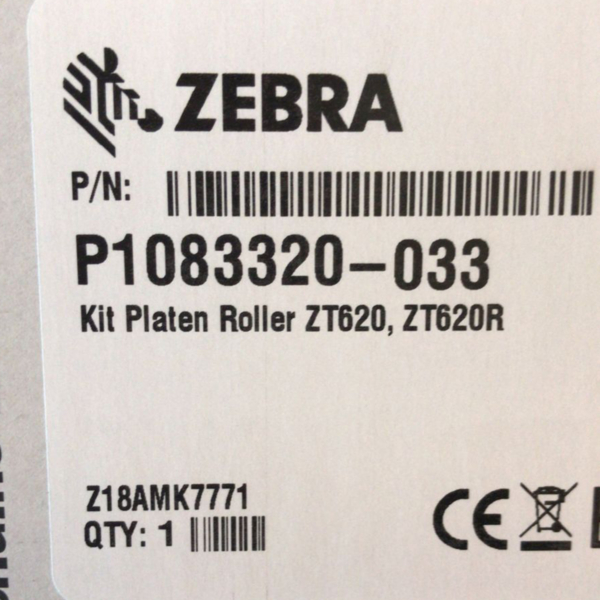 ZEBRA
P/N:
P1083320-033
Kit Platen Roller ZT620, ZT620R
Z18AMK7771
QTY: 1
CE